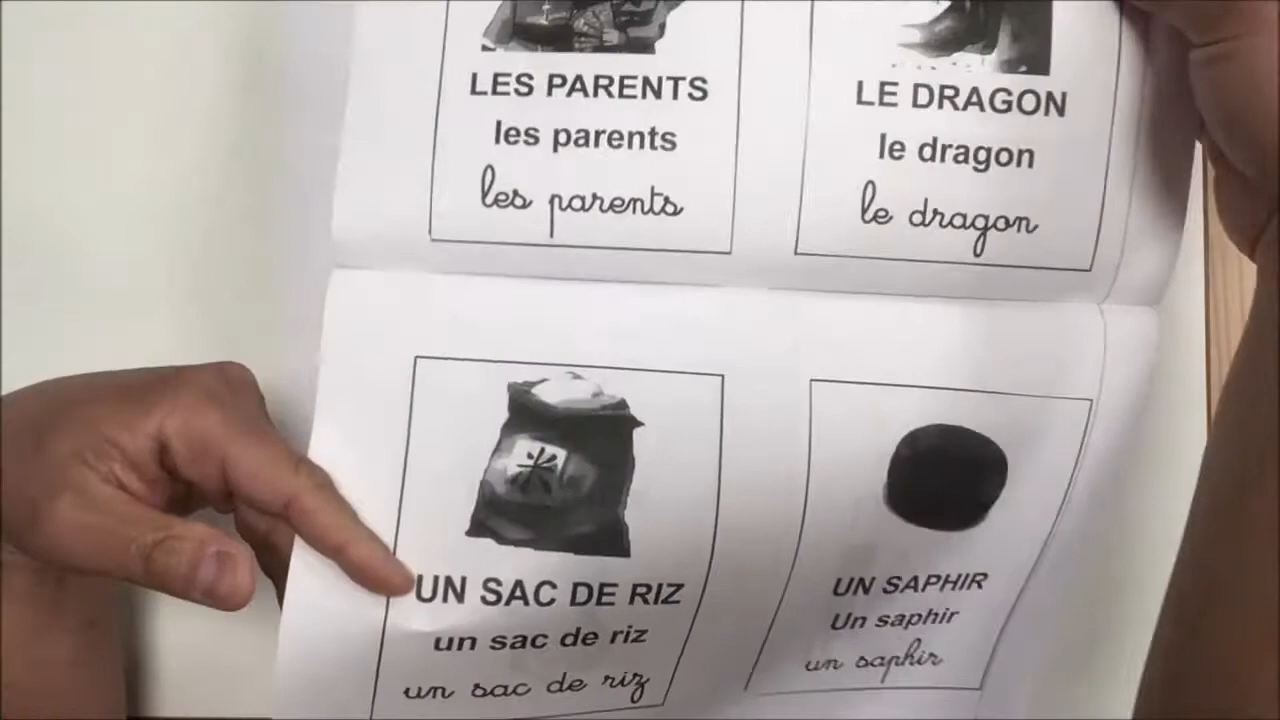 LES PARENTS
les parents
les parents
LE DRAGON
le dragon
le dragon
UN SAC DE RIZ
un sac de riz
un sac de riz
UN SAPHIR
Un saphir
un saphir